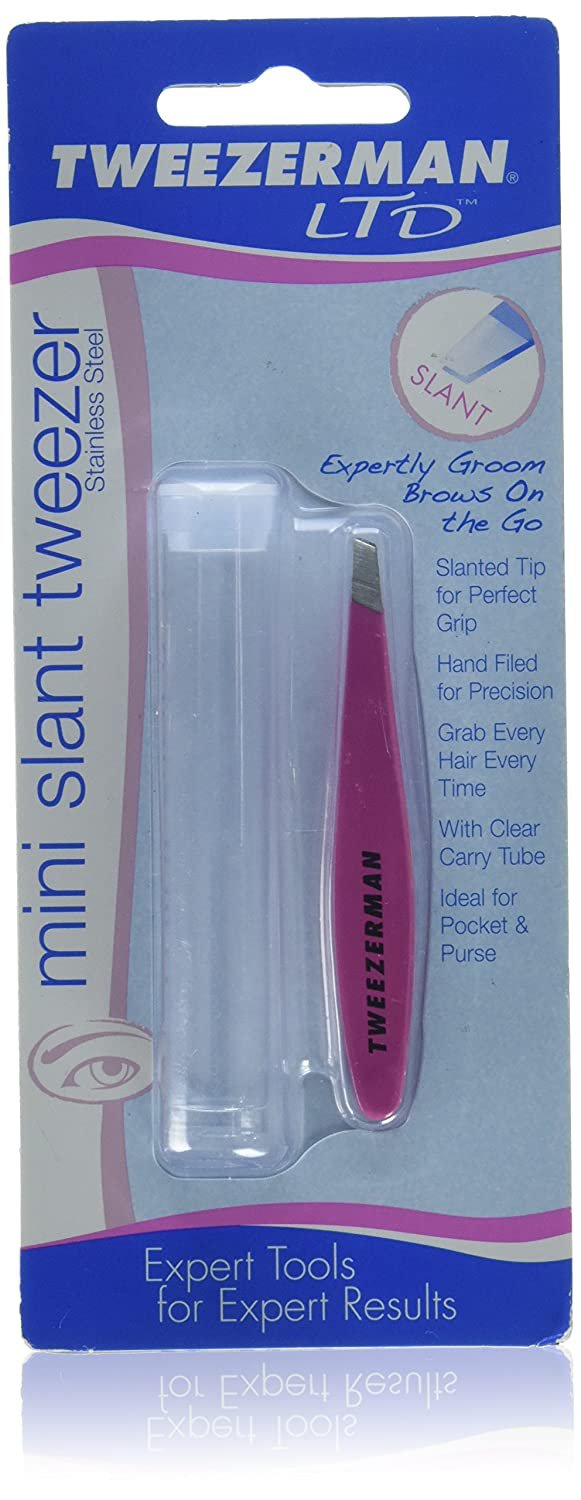 TWEEZERMAN®
LTD™
mini slant tweezer
Stainless Steel
SLANT
Expertly Groom
Brows On
the Go
Slanted Tip
for Perfect
Grip
Hand Filed
for Precision
Grab Every
Hair Every
Time
With Clear
Carry Tube
Ideal for
Pocket &
Purse
TWEEZERMAN
Expert Tools
for Expert Results